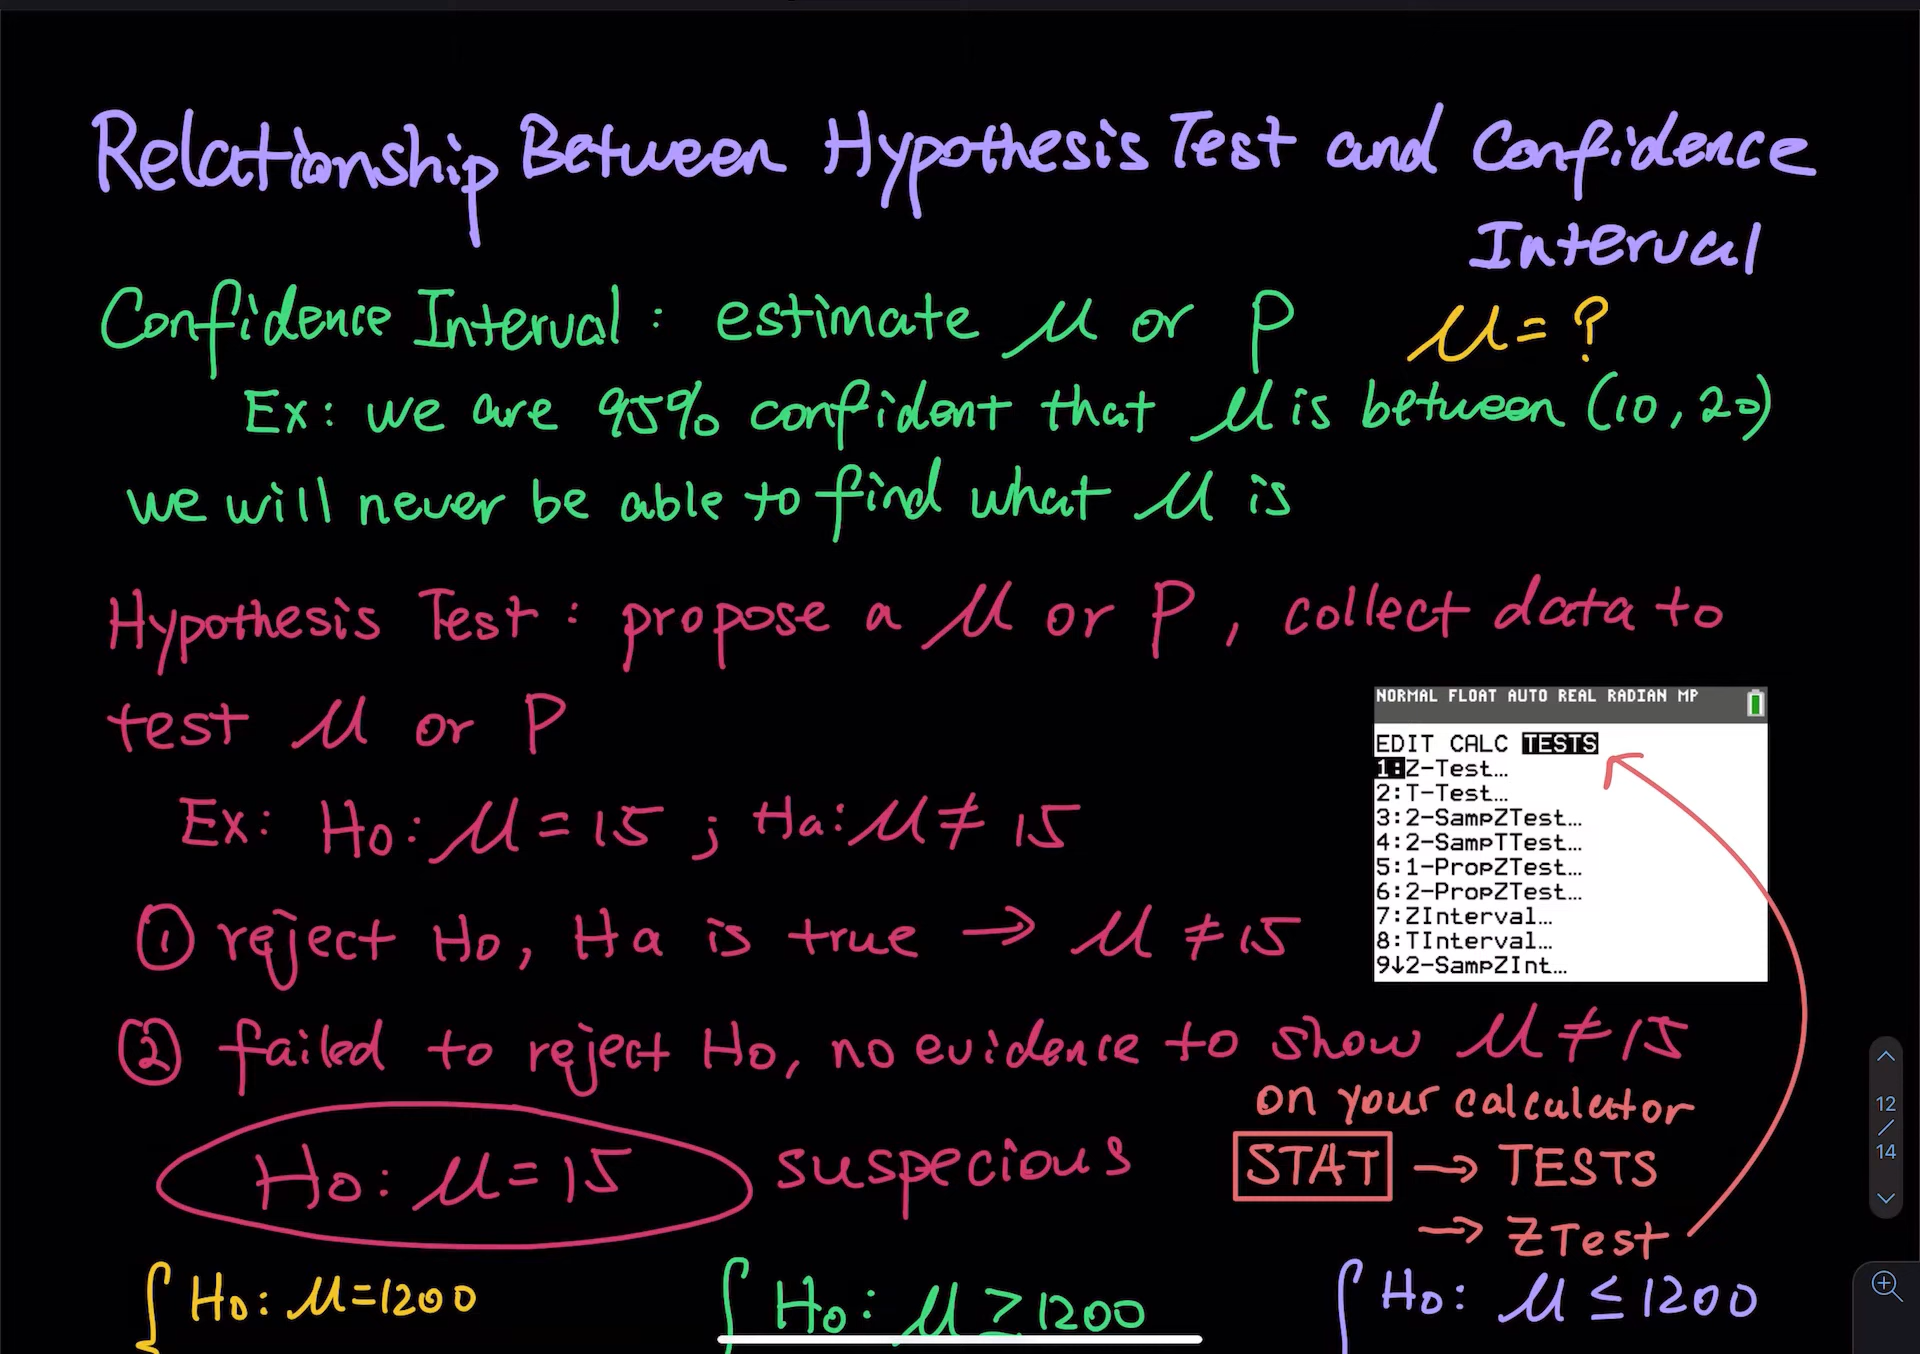 Relationship Between Hypothesis Test and Confidence
Interval
Confidence Interval : estimate μ or p μ = ?
Ex: we are 95% confident that μ is between (10, 20)
we will never be able to find what μ is
Hypothesis Test : propose a μ or P, collect data to
test μ or P
Ex: Ho: μ = 15 ; Ha: μ ≠ 15
① reject Ho, Ha is true → μ ≠ 15
② failed to reject Ho, no evidence to show μ ≠ 15
Ho: μ = 15 suspecious
NORMAL FLOAT AUTO REAL RADIAN MP
EDIT CALC TESTS
1:Z-Test…
2:T-Test…
3:2-SampZTest…
4:2-SampTTest…
5:1-PropZTest…
6:2-PropZTest…
7:ZInterval…
8:TInterval…
9↓2-SampZInt…
on your calculator
STAT → TESTS
→ ZTest
Ho: μ=1200 Ho: μ ≥ 1200 Ho: μ ≤ 1200
12
/
14